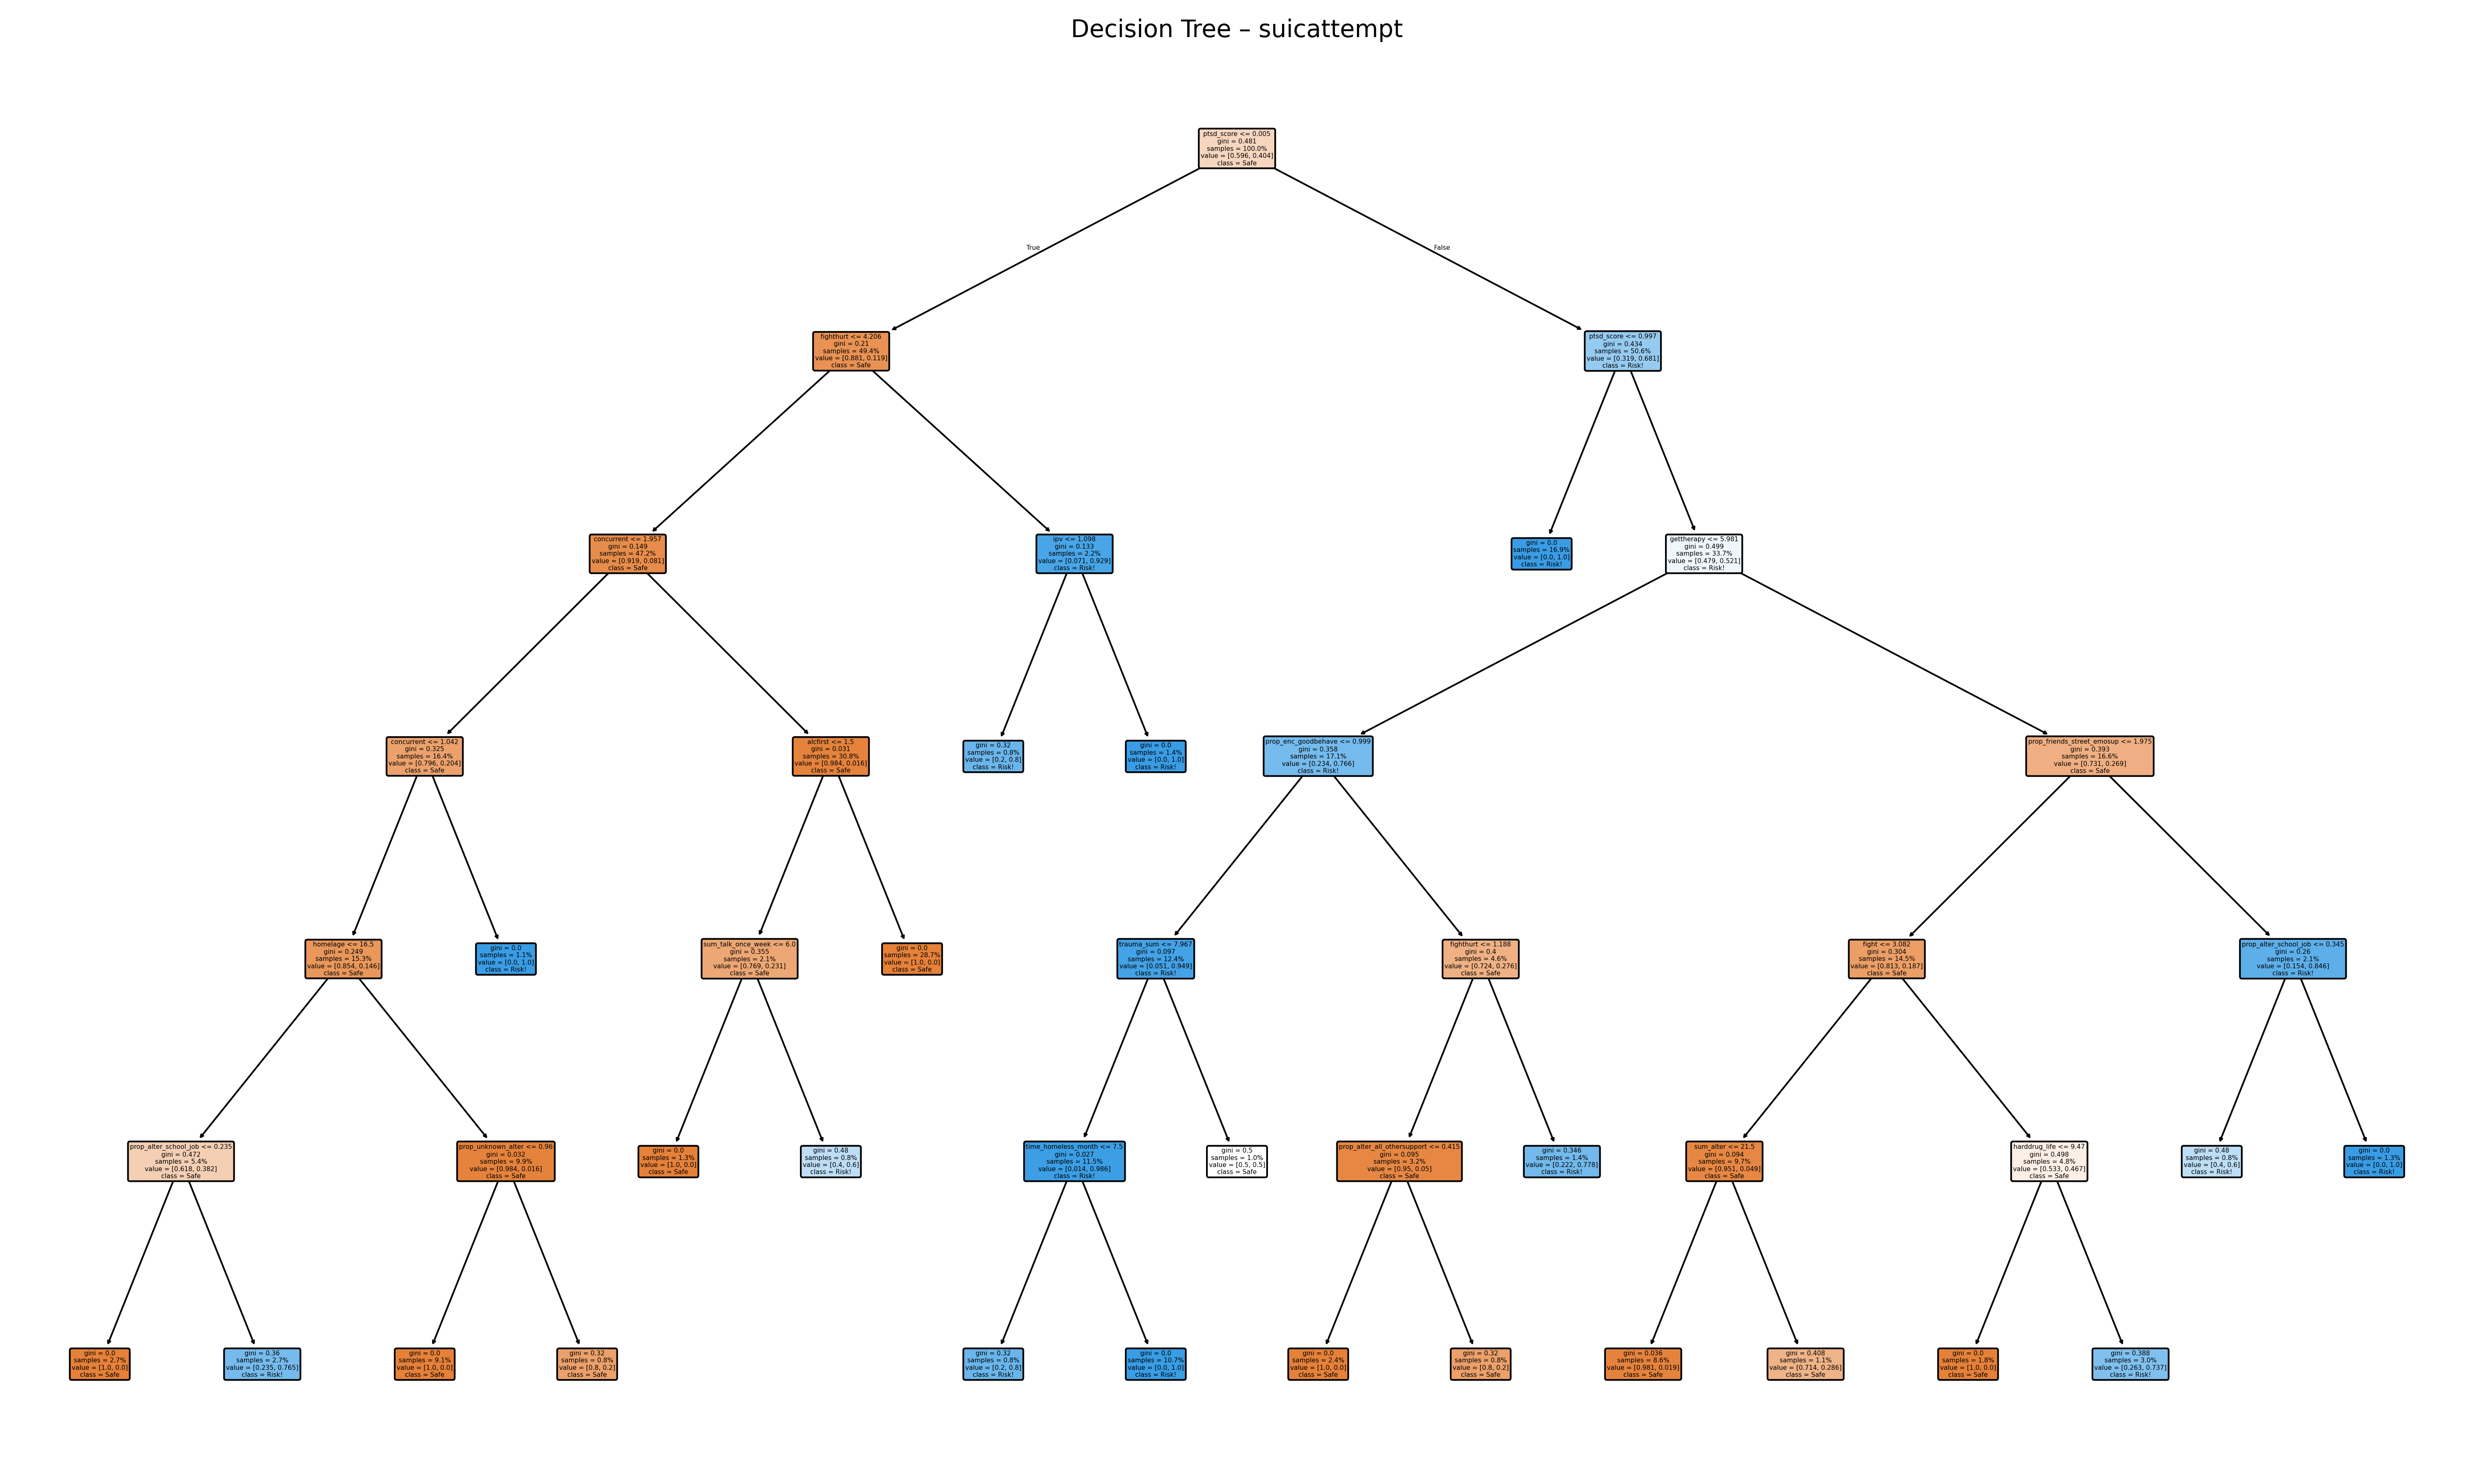 Decision Tree – suicattempt
ptsd_score <= 0.005
gini = 0.481
samples = 100.0%
value = [0.596, 0.404]
class = Safe
True
False
fighthurt <= 4.206
gini = 0.21
samples = 49.4%
value = [0.881, 0.119]
class = Safe
ptsd_score <= 0.997
gini = 0.434
samples = 50.6%
value = [0.319, 0.681]
class = Risk!
concurrent <= 1.957
gini = 0.149
samples = 47.2%
value = [0.919, 0.081]
class = Safe
ipv <= 1.098
gini = 0.133
samples = 2.2%
value = [0.071, 0.929]
class = Risk!
gini = 0.0
samples = 16.9%
value = [0.0, 1.0]
class = Risk!
gettherapy <= 5.981
gini = 0.499
samples = 33.7%
value = [0.479, 0.521]
class = Risk!
concurrent <= 1.042
gini = 0.325
samples = 16.4%
value = [0.796, 0.204]
class = Safe
aicfirst <= 1.5
gini = 0.031
samples = 30.8%
value = [0.984, 0.016]
class = Safe
gini = 0.32
samples = 0.8%
value = [0.2, 0.8]
class = Risk!
gini = 0.0
samples = 1.4%
value = [0.0, 1.0]
class = Risk!
prop_enc_goodbehave <= 0.999
gini = 0.358
samples = 17.1%
value = [0.234, 0.766]
class = Risk!
prop_friends_street_emosup <= 1.975
gini = 0.393
samples = 16.6%
value = [0.731, 0.269]
class = Safe
homelage <= 16.5
gini = 0.249
samples = 15.3%
value = [0.854, 0.146]
class = Safe
gini = 0.0
samples = 1.1%
value = [0.0, 1.0]
class = Risk!
sum_talk_once_week <= 6.0
gini = 0.355
samples = 2.1%
value = [0.769, 0.231]
class = Safe
gini = 0.0
samples = 28.7%
value = [1.0, 0.0]
class = Safe
trauma_sum <= 7.967
gini = 0.097
samples = 12.4%
value = [0.051, 0.949]
class = Risk!
fighthurt <= 1.188
gini = 0.4
samples = 4.6%
value = [0.724, 0.276]
class = Safe
fight <= 3.082
gini = 0.304
samples = 14.5%
value = [0.813, 0.187]
class = Safe
prop_alter_school_job <= 0.345
gini = 0.26
samples = 2.1%
value = [0.154, 0.846]
class = Risk!
prop_alter_school_job <= 0.235
gini = 0.472
samples = 5.4%
value = [0.618, 0.382]
class = Safe
prop_unknown_alter <= 0.96
gini = 0.032
samples = 9.9%
value = [0.984, 0.016]
class = Safe
gini = 0.0
samples = 1.3%
value = [1.0, 0.0]
class = Safe
gini = 0.48
samples = 0.8%
value = [0.4, 0.6]
class = Risk!
time_homeless_month <= 7.5
gini = 0.027
samples = 11.5%
value = [0.014, 0.986]
class = Risk!
gini = 0.5
samples = 1.0%
value = [0.5, 0.5]
class = Safe
prop_alter_all_othersupport <= 0.415
gini = 0.095
samples = 3.2%
value = [0.95, 0.05]
class = Safe
gini = 0.346
samples = 1.4%
value = [0.222, 0.778]
class = Risk!
sum_alter <= 21.5
gini = 0.094
samples = 9.7%
value = [0.951, 0.049]
class = Safe
harddrug_life <= 9.47
gini = 0.498
samples = 4.8%
value = [0.533, 0.467]
class = Safe
gini = 0.48
samples = 0.8%
value = [0.4, 0.6]
class = Risk!
gini = 0.0
samples = 1.3%
value = [0.0, 1.0]
class = Risk!
gini = 0.0
samples = 2.7%
value = [1.0, 0.0]
class = Safe
gini = 0.36
samples = 2.7%
value = [0.235, 0.765]
class = Risk!
gini = 0.0
samples = 9.1%
value = [1.0, 0.0]
class = Safe
gini = 0.32
samples = 0.8%
value = [0.8, 0.2]
class = Safe
gini = 0.32
samples = 0.8%
value = [0.2, 0.8]
class = Risk!
gini = 0.0
samples = 10.7%
value = [0.0, 1.0]
class = Risk!
gini = 0.0
samples = 2.4%
value = [1.0, 0.0]
class = Safe
gini = 0.32
samples = 0.8%
value = [0.8, 0.2]
class = Safe
gini = 0.036
samples = 8.6%
value = [0.981, 0.019]
class = Safe
gini = 0.408
samples = 1.1%
value = [0.714, 0.286]
class = Safe
gini = 0.0
samples = 1.8%
value = [1.0, 0.0]
class = Safe
gini = 0.388
samples = 3.0%
value = [0.263, 0.737]
class = Risk!